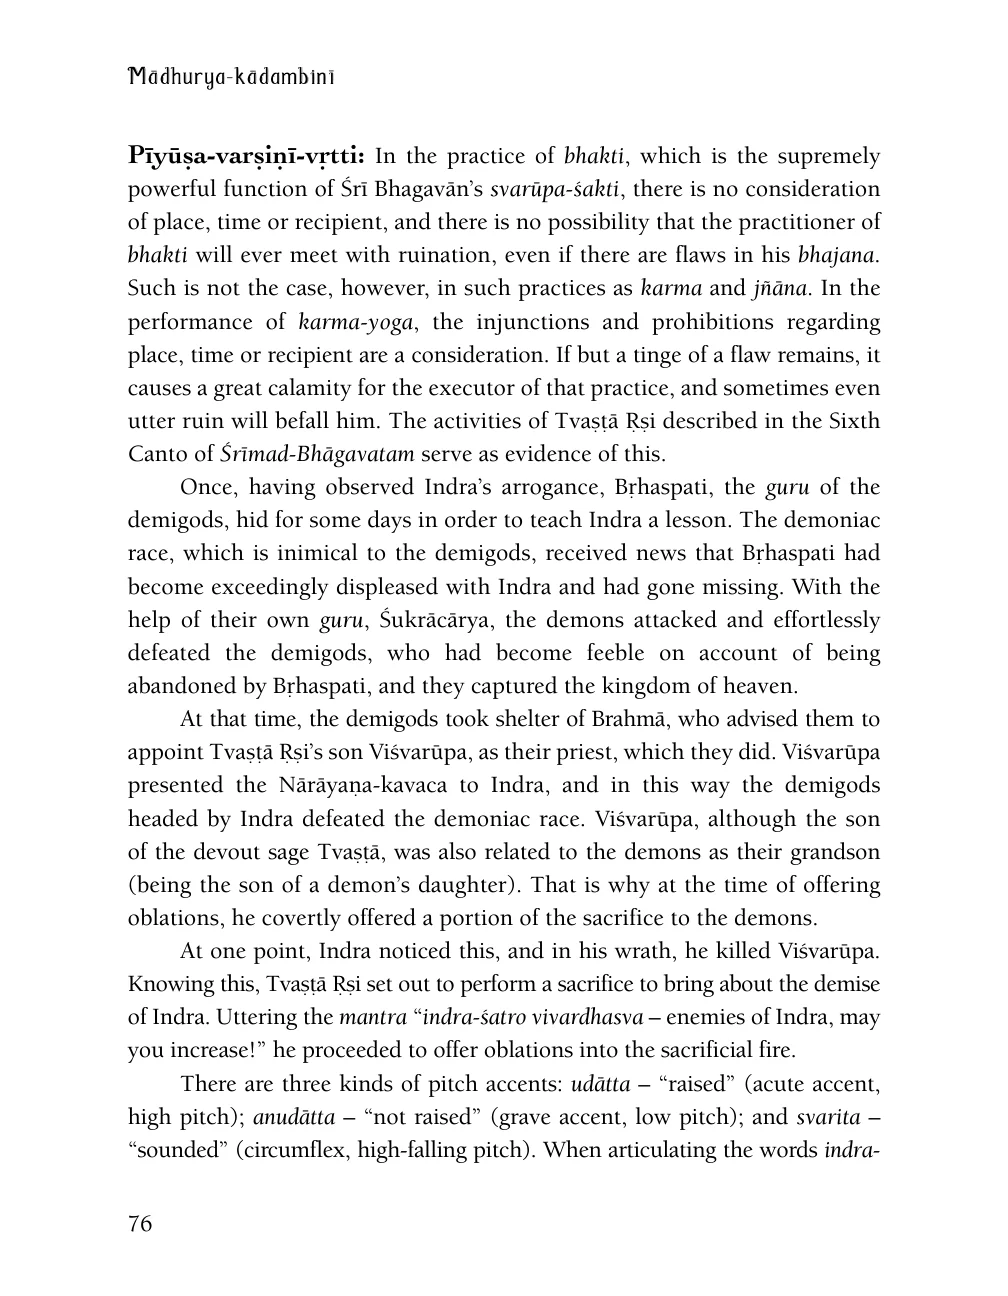 Mādhurya-kādambinī
Pīyūṣa-varṣiṇī-vṛtti: In the practice of bhakti, which is the supremely
powerful function of Śrī Bhagavān’s svarūpa-śakti, there is no consideration
of place, time or recipient, and there is no possibility that the practitioner of
bhakti will ever meet with ruination, even if there are flaws in his bhajana.
Such is not the case, however, in such practices as karma and jñāna. In the
performance of karma-yoga, the injunctions and prohibitions regarding
place, time or recipient are a consideration. If but a tinge of a flaw remains, it
causes a great calamity for the executor of that practice, and sometimes even
utter ruin will befall him. The activities of Tvaṣṭā Ṛṣi described in the Sixth
Canto of Śrīmad-Bhāgavatam serve as evidence of this.
Once, having observed Indra’s arrogance, Bṛhaspati, the guru of the
demigods, hid for some days in order to teach Indra a lesson. The demoniac
race, which is inimical to the demigods, received news that Bṛhaspati had
become exceedingly displeased with Indra and had gone missing. With the
help of their own guru, Śukrācārya, the demons attacked and effortlessly
defeated the demigods, who had become feeble on account of being
abandoned by Bṛhaspati, and they captured the kingdom of heaven.
At that time, the demigods took shelter of Brahmā, who advised them to
appoint Tvaṣṭā Ṛṣi’s son Viśvarūpa, as their priest, which they did. Viśvarūpa
presented the Nārāyaṇa-kavaca to Indra, and in this way the demigods
headed by Indra defeated the demoniac race. Viśvarūpa, although the son
of the devout sage Tvaṣṭā, was also related to the demons as their grandson
(being the son of a demon’s daughter). That is why at the time of offering
oblations, he covertly offered a portion of the sacrifice to the demons.
At one point, Indra noticed this, and in his wrath, he killed Viśvarūpa.
Knowing this, Tvaṣṭā Ṛṣi set out to perform a sacrifice to bring about the demise
of Indra. Uttering the mantra “indra-śatro vivardhasva – enemies of Indra, may
you increase!” he proceeded to offer oblations into the sacrificial fire.
There are three kinds of pitch accents: udātta – “raised” (acute accent,
high pitch); anudātta – “not raised” (grave accent, low pitch); and svarita –
“sounded” (circumflex, high-falling pitch). When articulating the words indra-
76